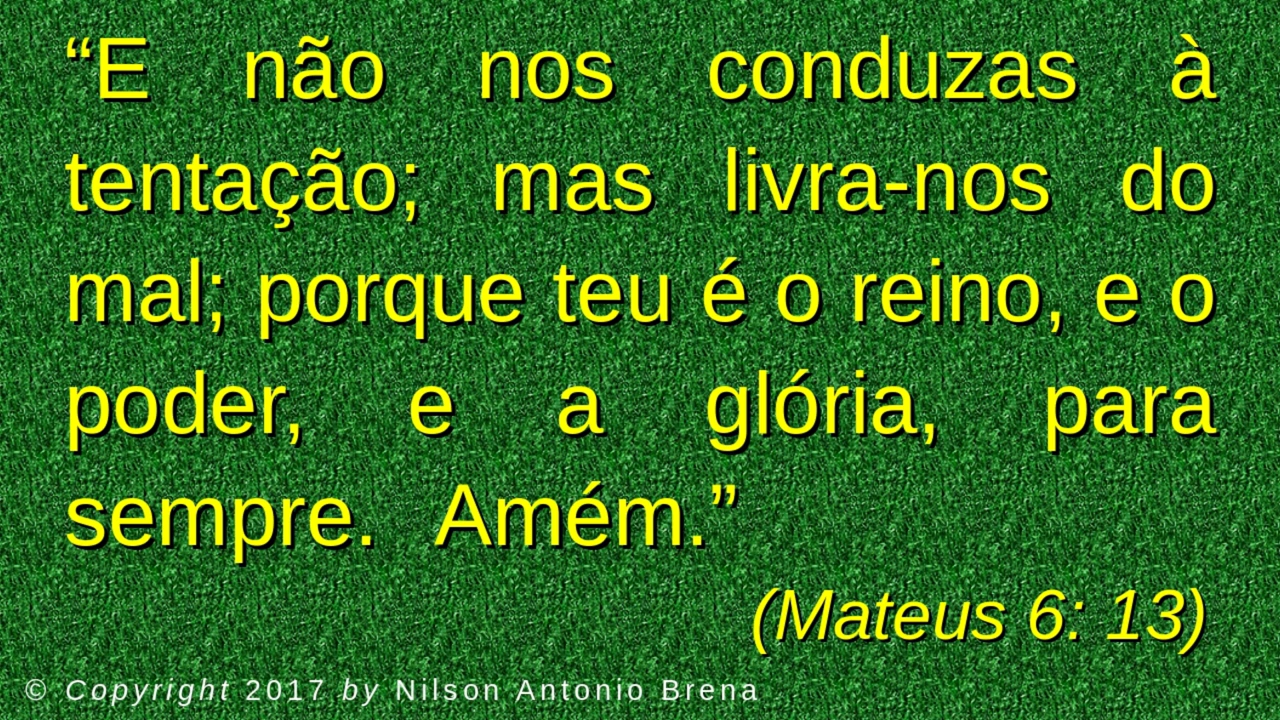 “E não nos conduzas à
tentação; mas livra-nos do
mal; porque teu é o reino, e o
poder, e a glória, para
sempre. Amém.”
(Mateus 6: 13)
© Copyright 2017 by Nilson Antonio Brena